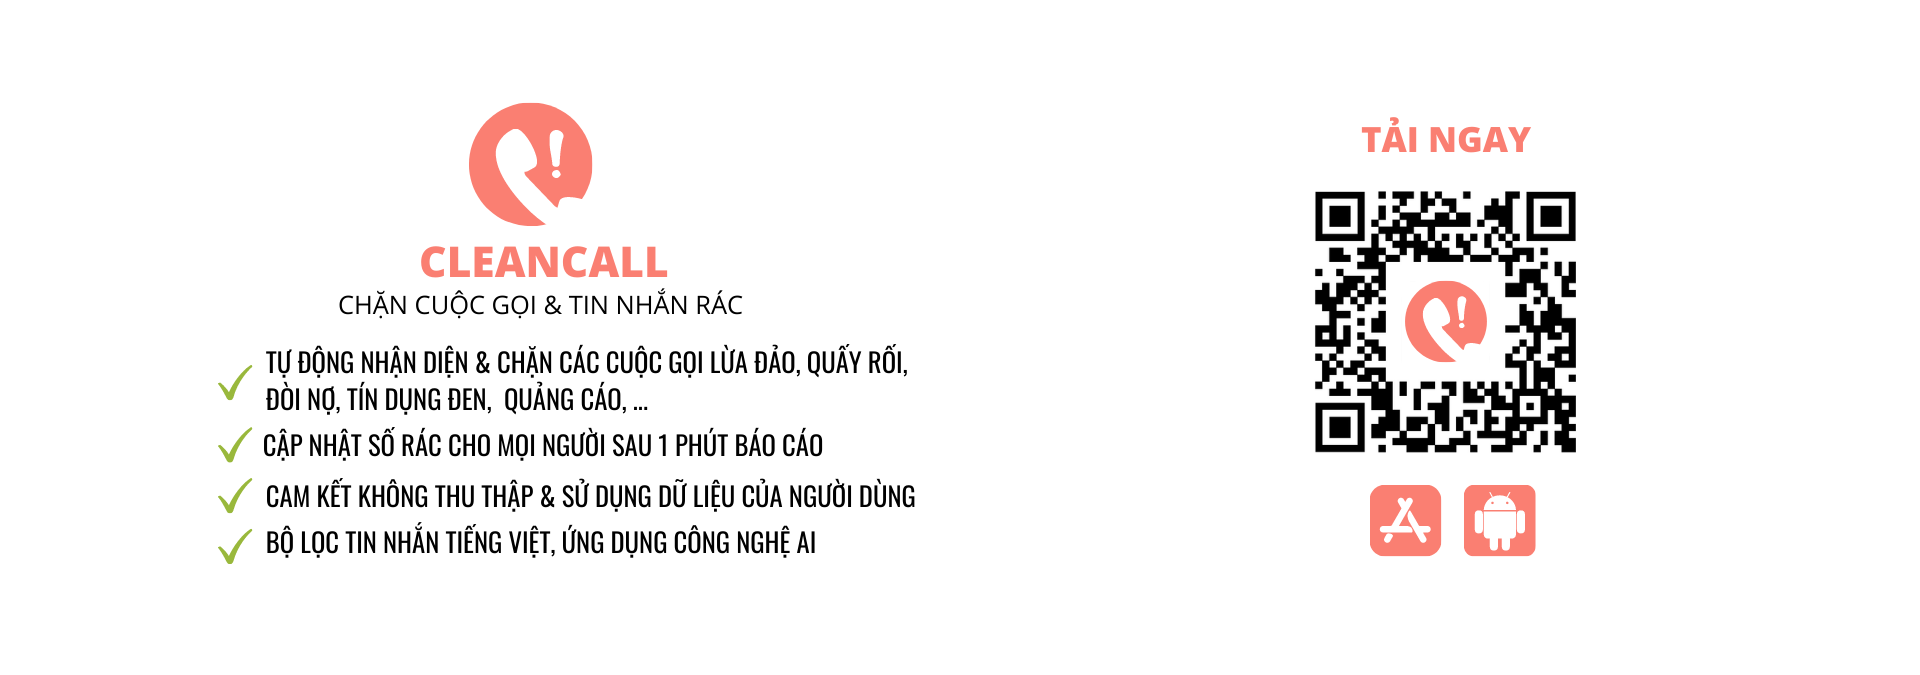 CLEANCALL
CHẶN CUỘC GỌI & TIN NHẮN RÁC
TỰ ĐỘNG NHẬN DIỆN & CHẶN CÁC CUỘC GỌI LỪA ĐẢO, QUẤY RỐI,
ĐÒI NỢ, TÍN DỤNG ĐEN, QUẢNG CÁO, ...
CẬP NHẬT SỐ RÁC CHO MỌI NGƯỜI SAU 1 PHÚT BÁO CÁO
CAM KẾT KHÔNG THU THẬP & SỬ DỤNG DỮ LIỆU CỦA NGƯỜI DÙNG
BỘ LỌC TIN NHẮN TIẾNG VIỆT, ỨNG DỤNG CÔNG NGHỆ AI
TẢI NGAY